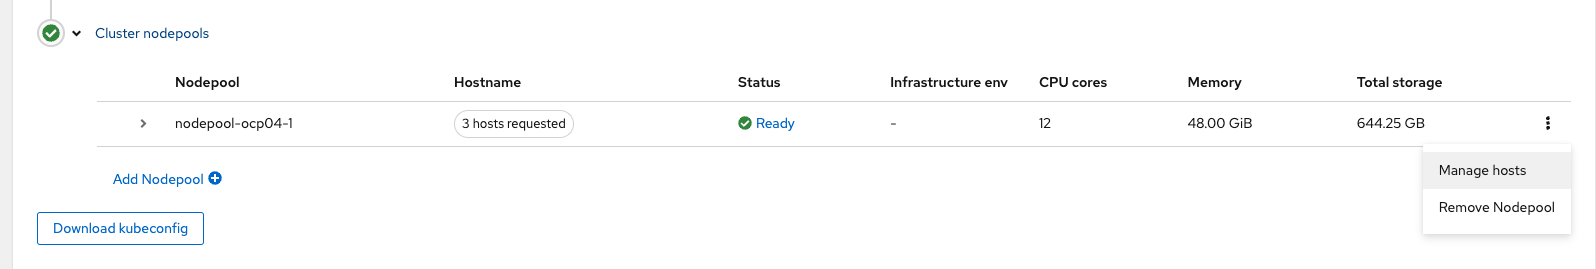 Cluster nodepools
Nodepool Hostname Status Infrastructure env CPU cores Memory Total storage
nodepool-ocp04-1 3 hosts requested Ready - 12 48.00 GiB 644.25 GB
Manage hosts
Add Nodepool
Remove Nodepool
Download kubeconfig